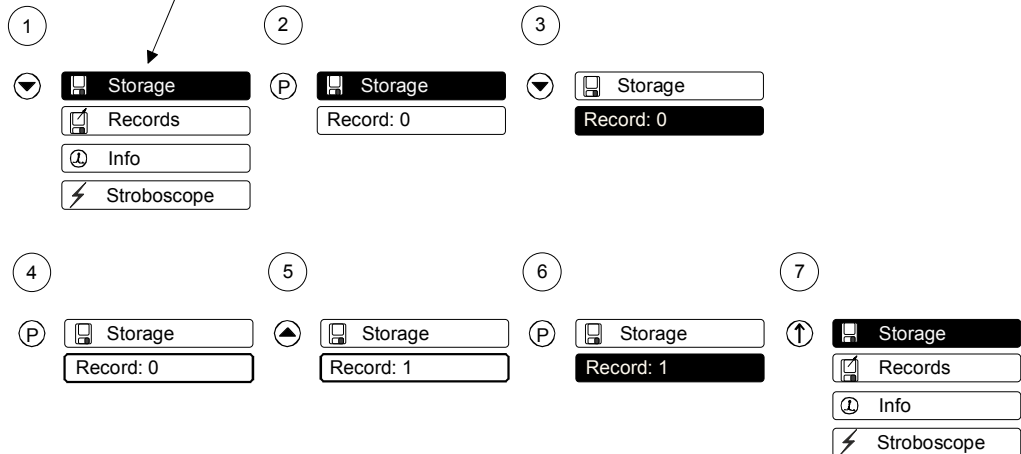 1
2
3
Storage
Records
Info
Stroboscope
P
Storage
Record: 0
Storage
Record: 0
4
5
6
7
P
Storage
Record: 0
Storage
Record: 1
P
Storage
Record: 1
Storage
Records
Info
Stroboscope